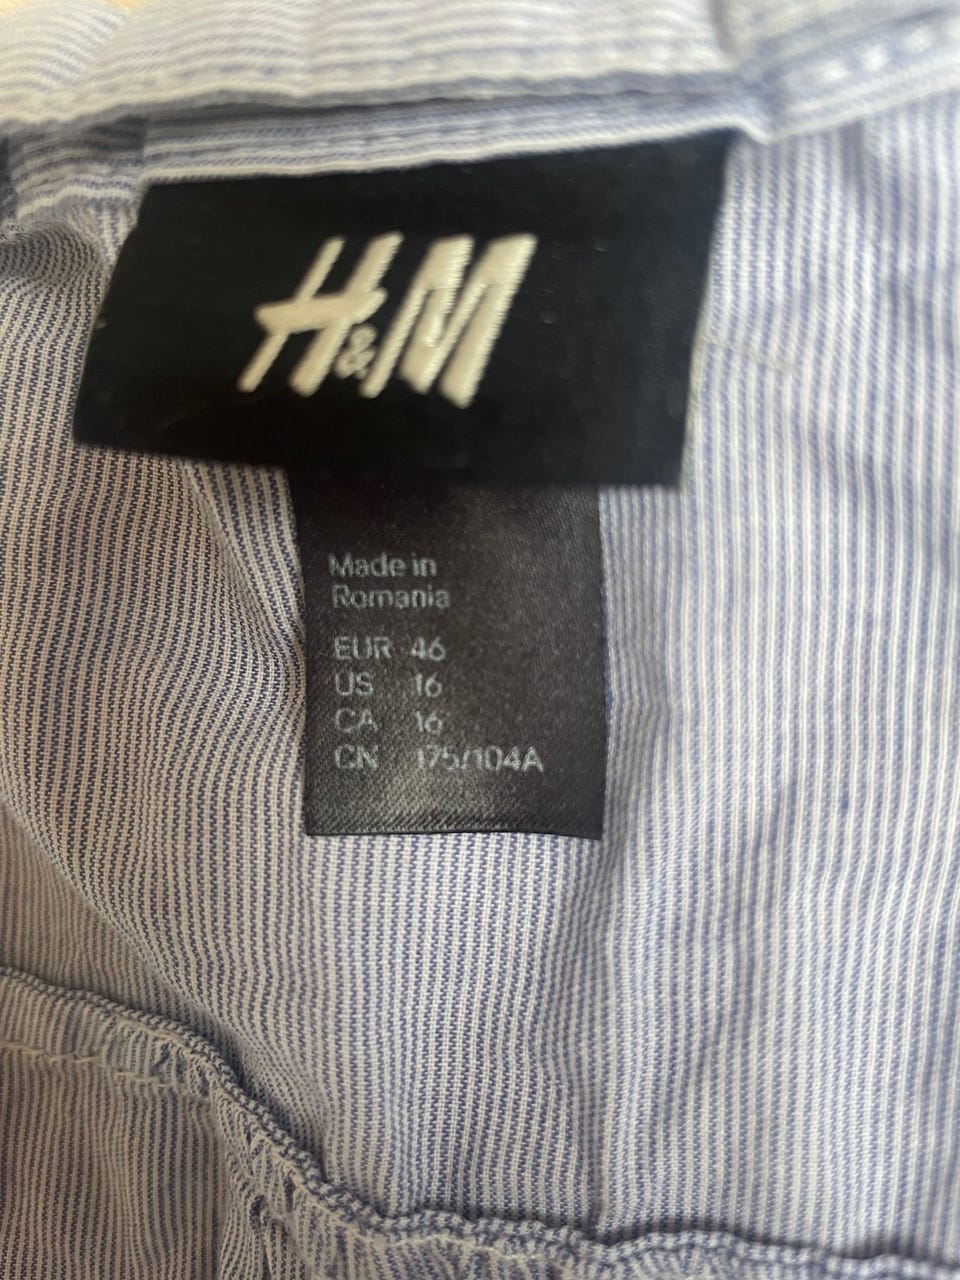 H&M
Made in
Romania
EUR 46
US 16
CA 16
CN 175/104A